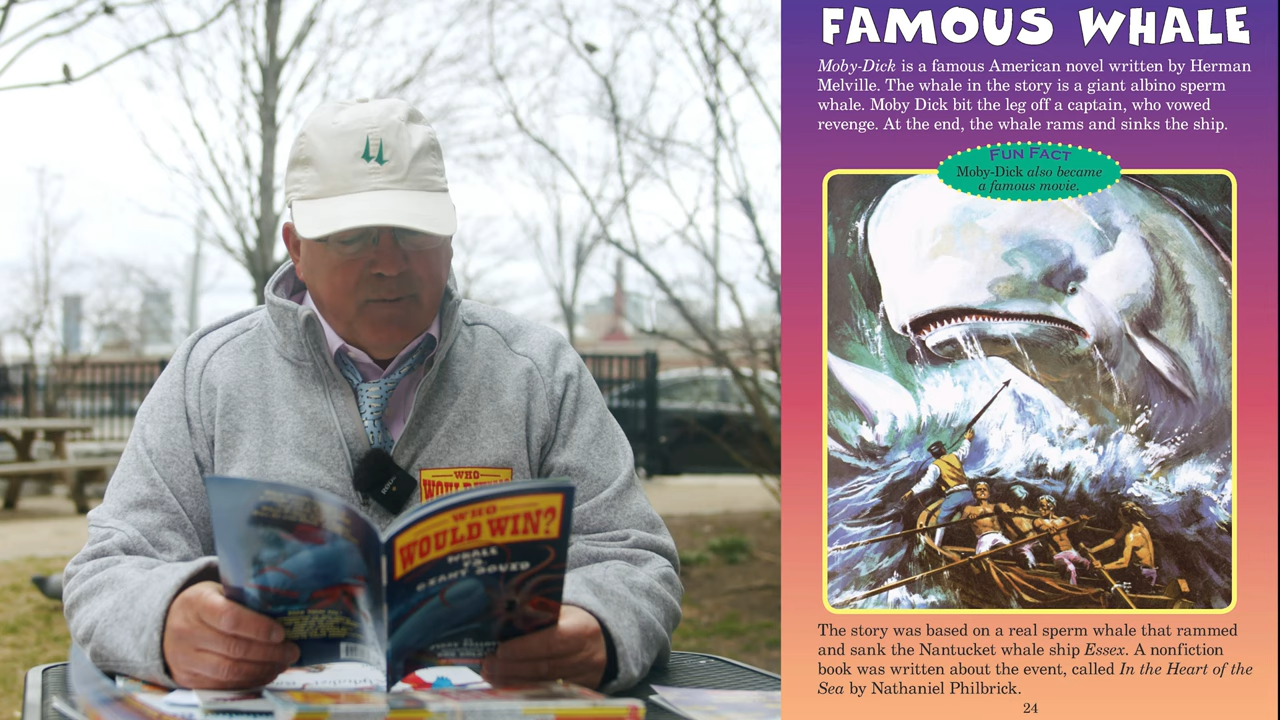 WHO
WHO
WOULD WIN?
WHALE
VS
GIANT SQUID
FAMOUS WHALE
Moby-Dick is a famous American novel written by Herman
Melville. The whale in the story is a giant albino sperm
whale. Moby Dick bit the leg off a captain, who vowed
revenge. At the end, the whale rams and sinks the ship.
FUN FACT
Moby-Dick also became
a famous movie.
The story was based on a real sperm whale that rammed
and sank the Nantucket whale ship Essex. A nonfiction
book was written about the event, called In the Heart of the
Sea by Nathaniel Philbrick.
24